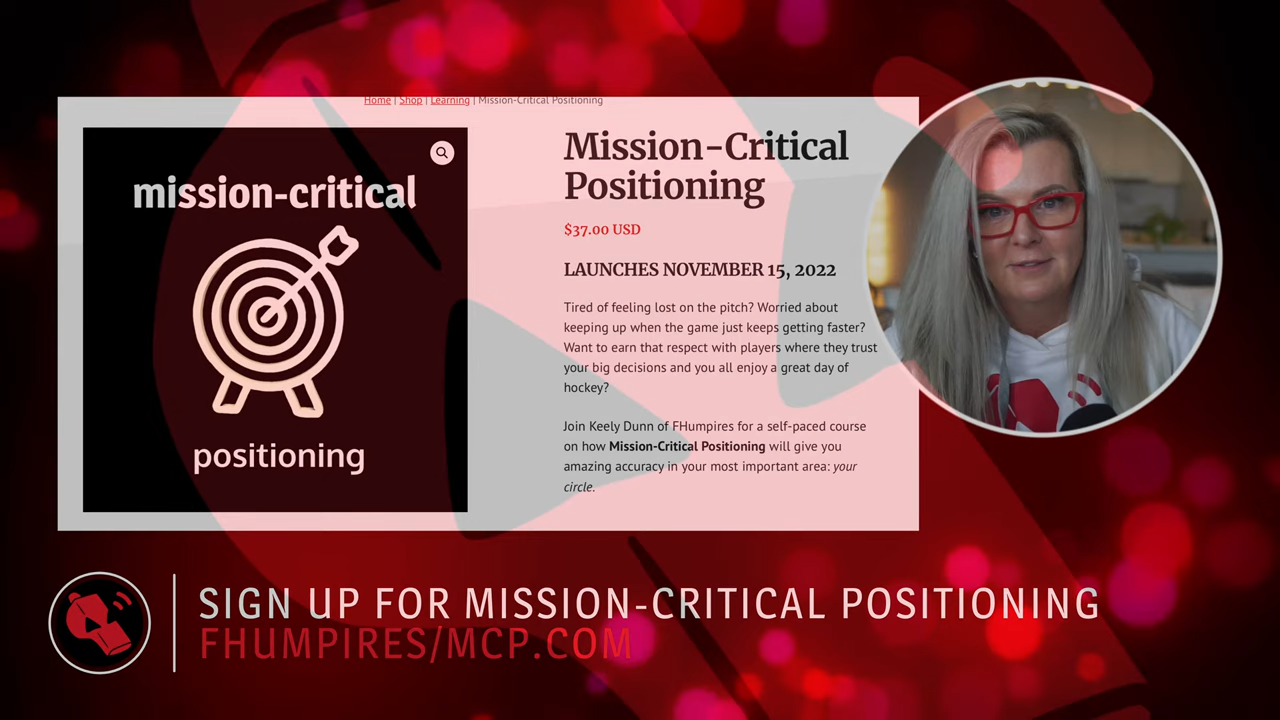 Home | Shop | Learning | Mission-Critical Positioning
mission-critical
positioning
Mission-Critical
Positioning
$37.00 USD
LAUNCHES NOVEMBER 15, 2022
Tired of feeling lost on the pitch? Worried about
keeping up when the game just keeps getting faster?
Want to earn that respect with players where they trust
your big decisions and you all enjoy a great day of
hockey?
Join Keely Dunn of FHumpires for a self-paced course
on how Mission-Critical Positioning will give you
amazing accuracy in your most important area: your
circle.
SIGN UP FOR MISSION-CRITICAL POSITIONING
FHUMPIRES/MCP.COM